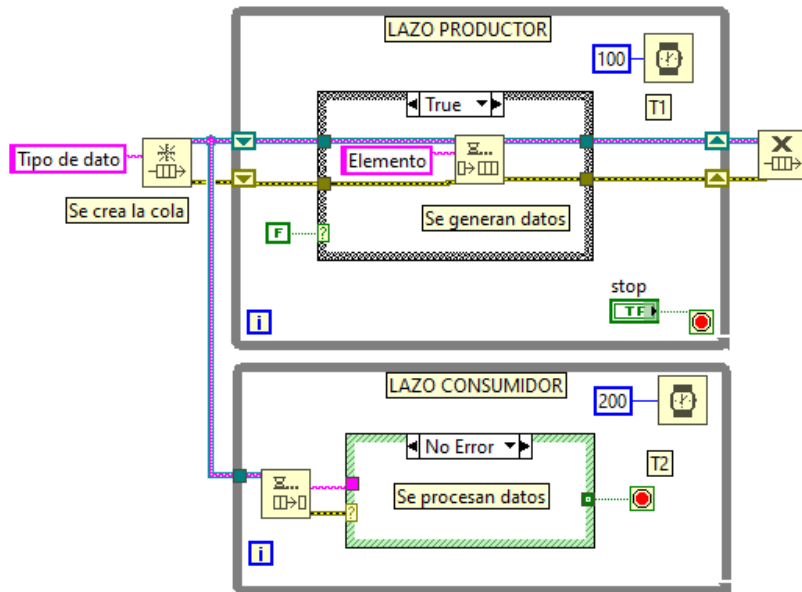 LAZO PRODUCTOR
100
T1
True
Tipo de dato
Elemento
Se crea la cola
Se generan datos
F
?
stop
TF
i
LAZO CONSUMIDOR
200
T2
No Error
Se procesan datos
?
i